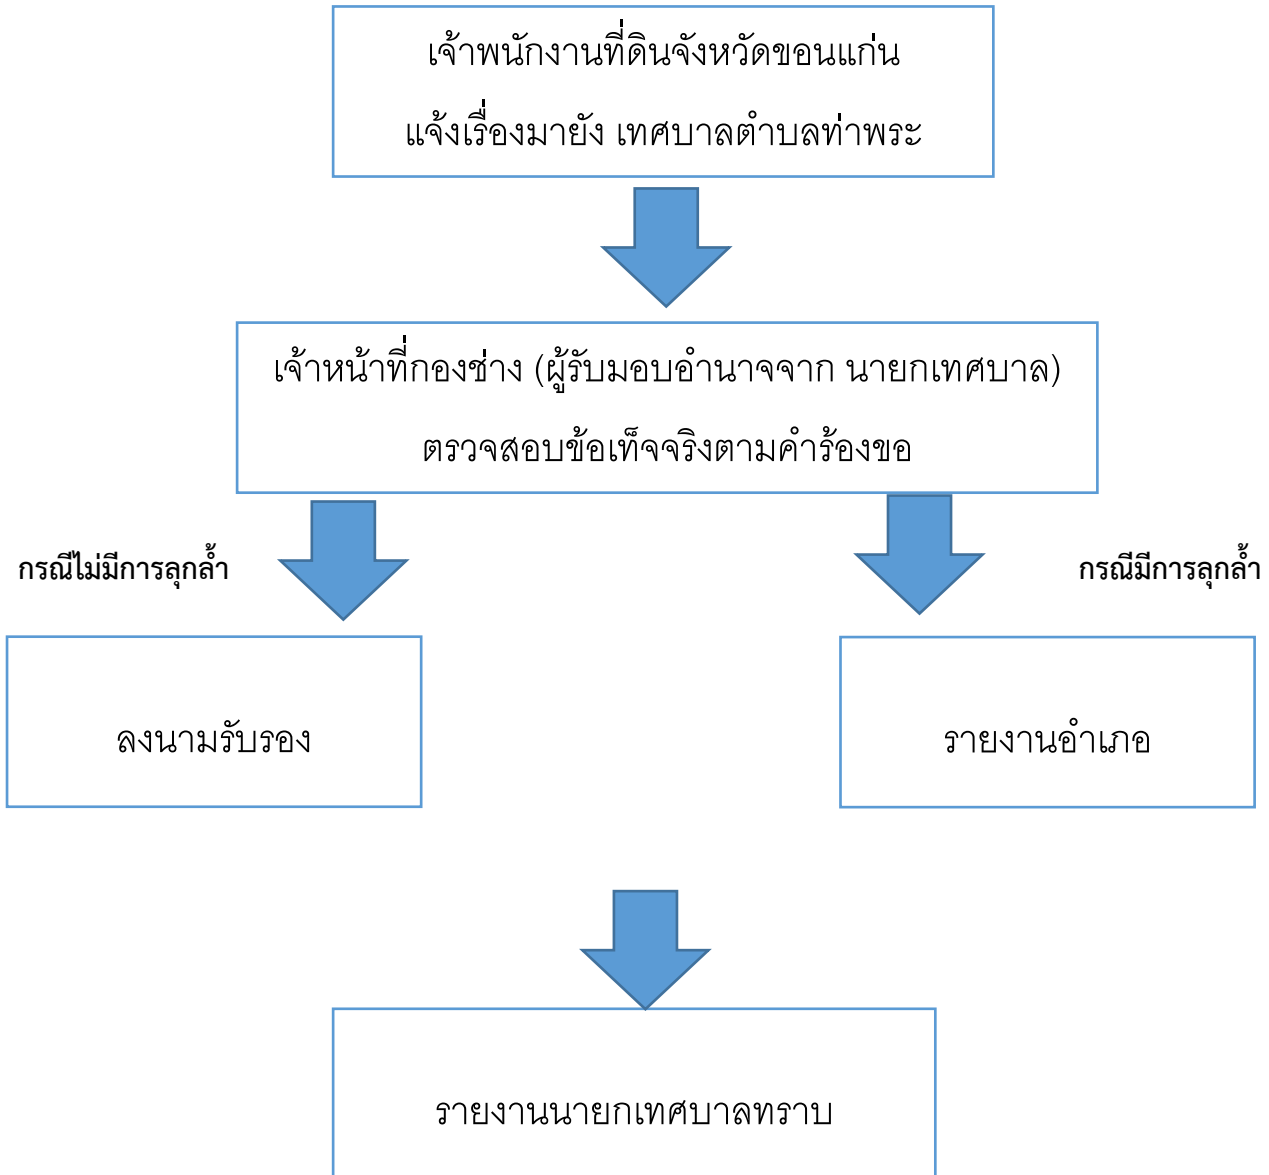 เจ้าพนักงานที่ดินจังหวัดขอนแก่น
แจ้งเรื่องมายัง เทศบาลตำบลท่าพระ
เจ้าหน้าที่กองช่าง (ผู้รับมอบอำนาจจาก นายกเทศบาล)
ตรวจสอบข้อเท็จจริงตามคำร้องขอ
กรณีไม่มีการลุกล้ำ
กรณีมีการลุกล้ำ
ลงนามรับรอง
รายงานอำเภอ
รายงานนายกเทศบาลทราบ